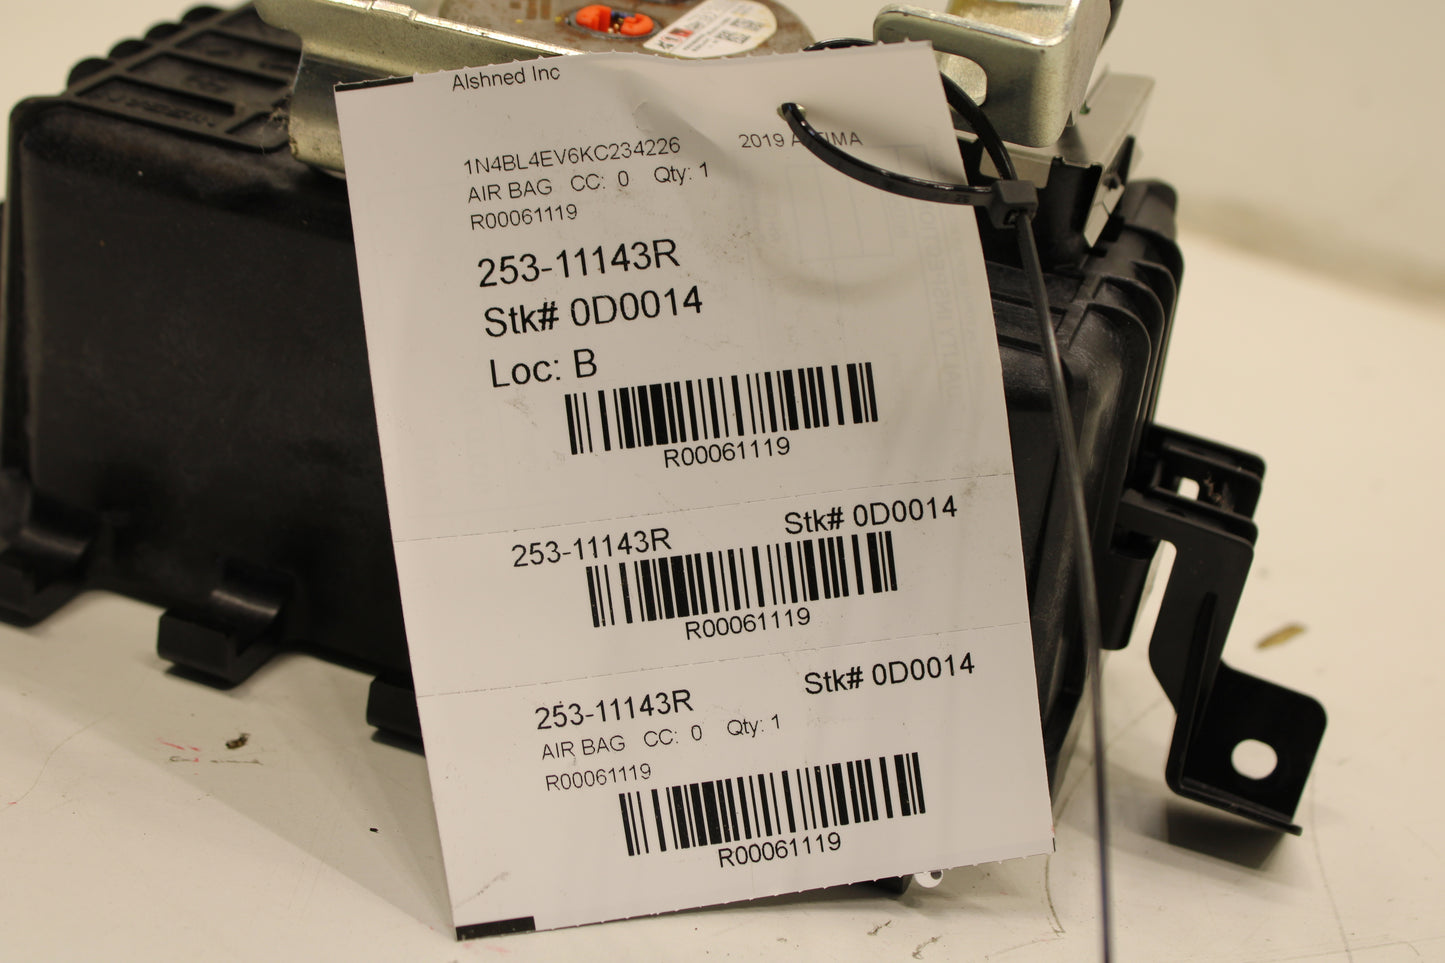 Alshned Inc
1N4BL4EV6KC234226 2019 ALTIMA
AIR BAG CC: 0 Qty: 1
R00061119
253-11143R
Stk# 0D0014
Loc: B
R00061119
253-11143R Stk# 0D0014
R00061119
253-11143R Stk# 0D0014
AIR BAG CC: 0 Qty: 1
R00061119
R00061119